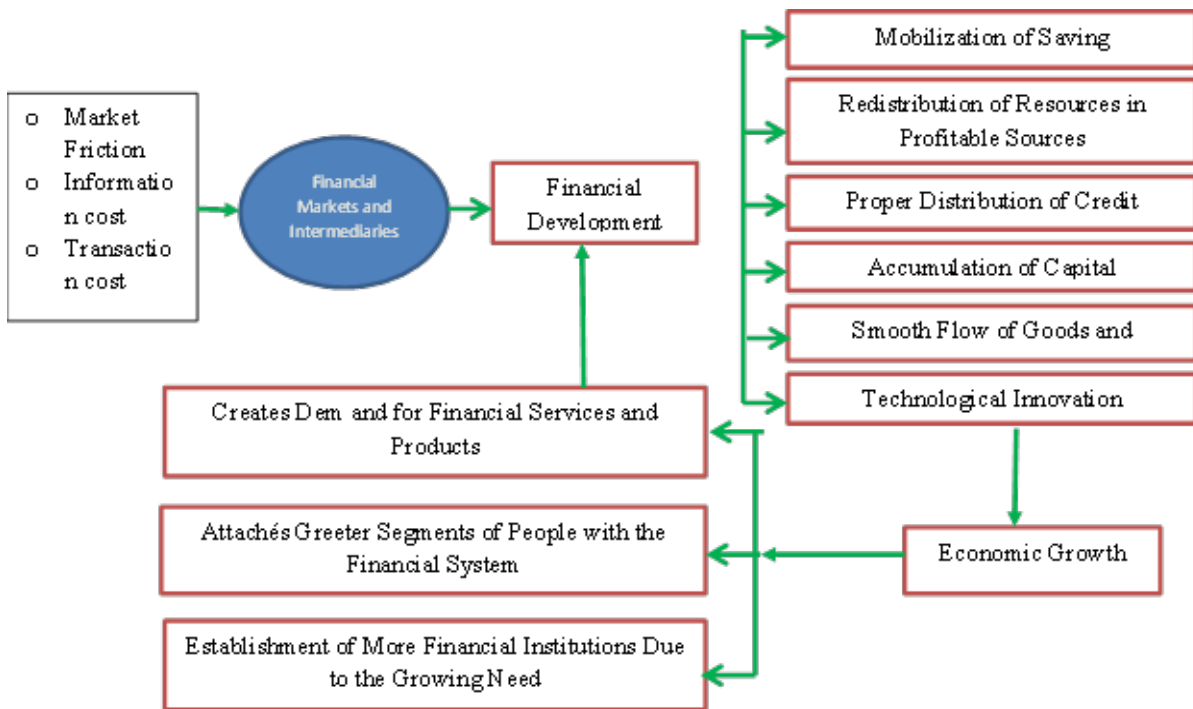 o Market
Friction
o Informatio
n cost
o Transactio
n cost
Financial
Markets and
Intermediaries
Financial
Development
Mobilization of Saving
Redistribution of Resources in
Profitable Sources
Proper Distribution of Credit
Accumulation of Capital
Smooth Flow of Goods and
Technological Innovation
Creates Dem and for Financial Services and
Products
Attachés Greeter Segments of People with the
Financial System
Economic Growth
Establishment of More Financial Institutions Due
to the Growing Need